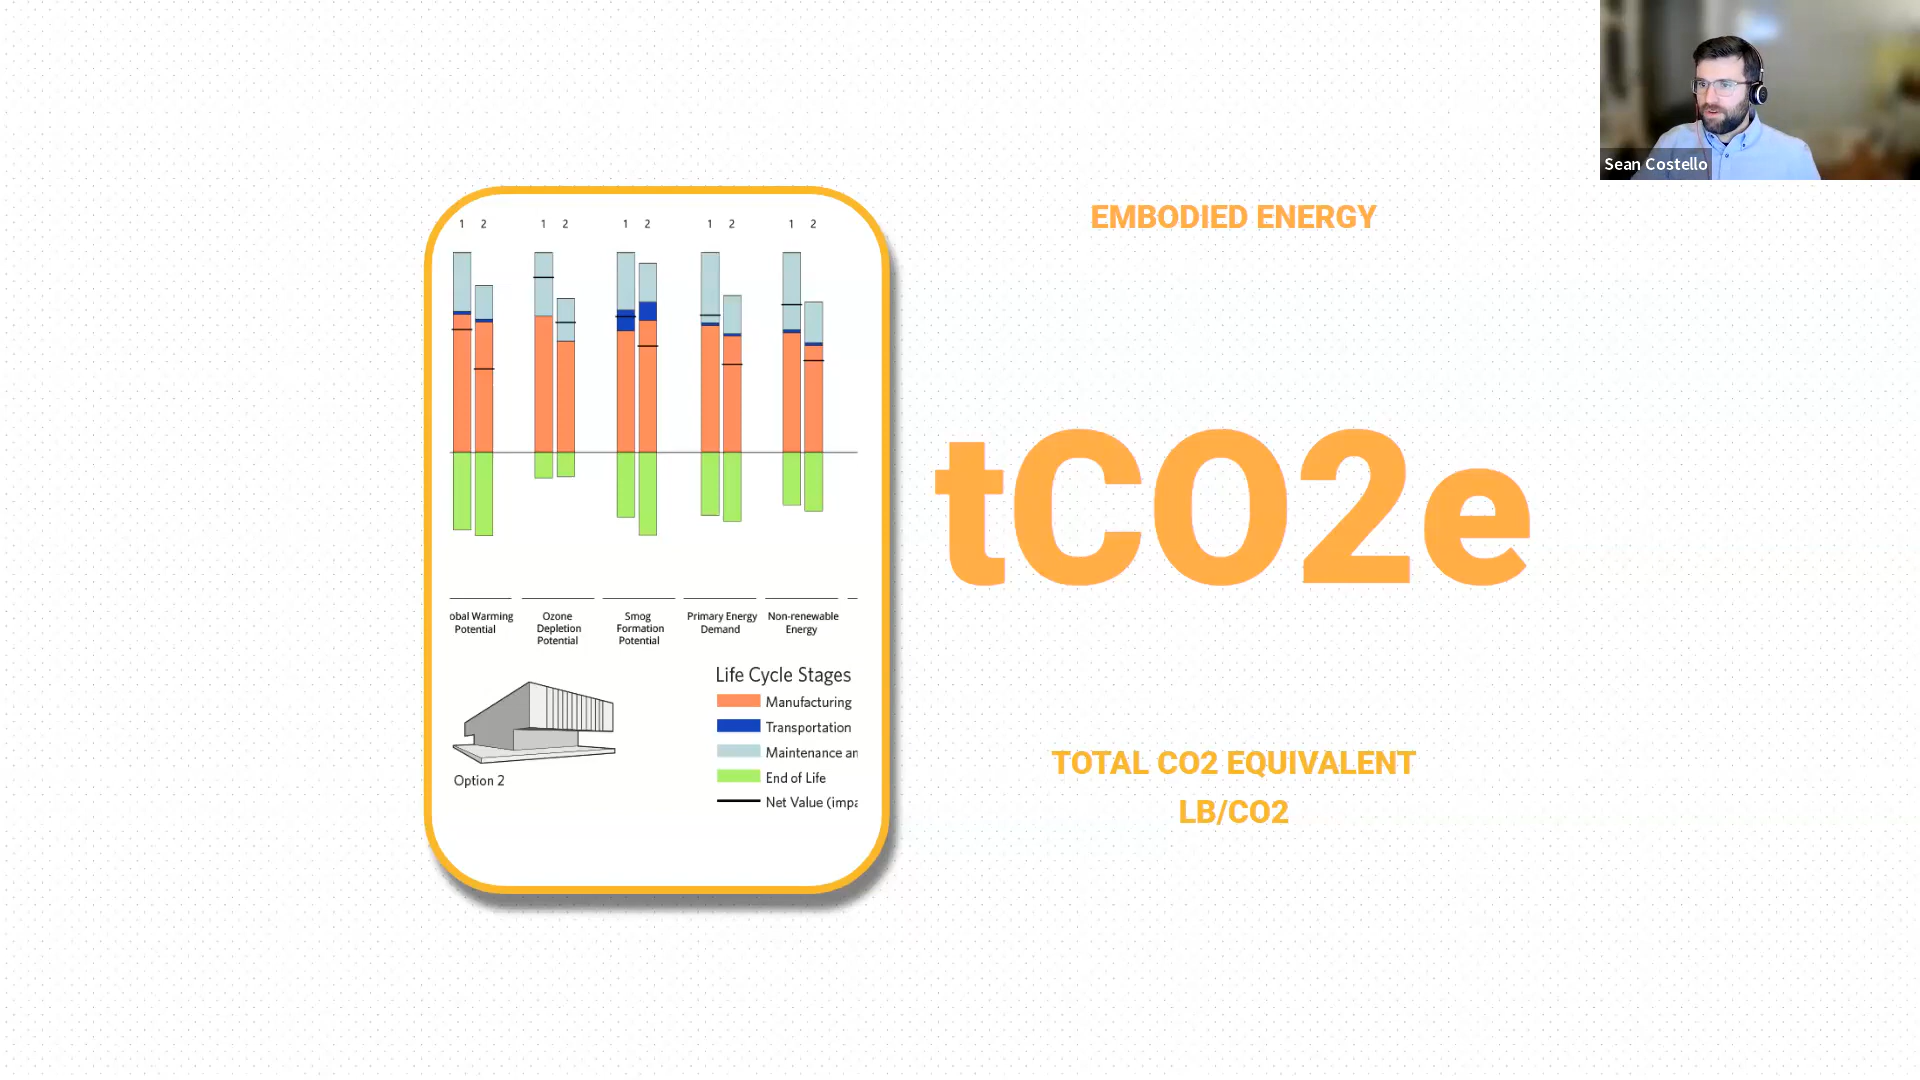 Sean Costello
EMBODIED ENERGY
tCO2e
TOTAL CO2 EQUIVALENT
LB/CO2
1 2 1 2 1 2 1 2 1 2
obal Warming
Potential
Ozone
Depletion
Potential
Smog
Formation
Potential
Primary Energy
Demand
Non-renewable
Energy
Option 2
Life Cycle Stages
Manufacturing
Transportation
Maintenance an
End of Life
Net Value (impa